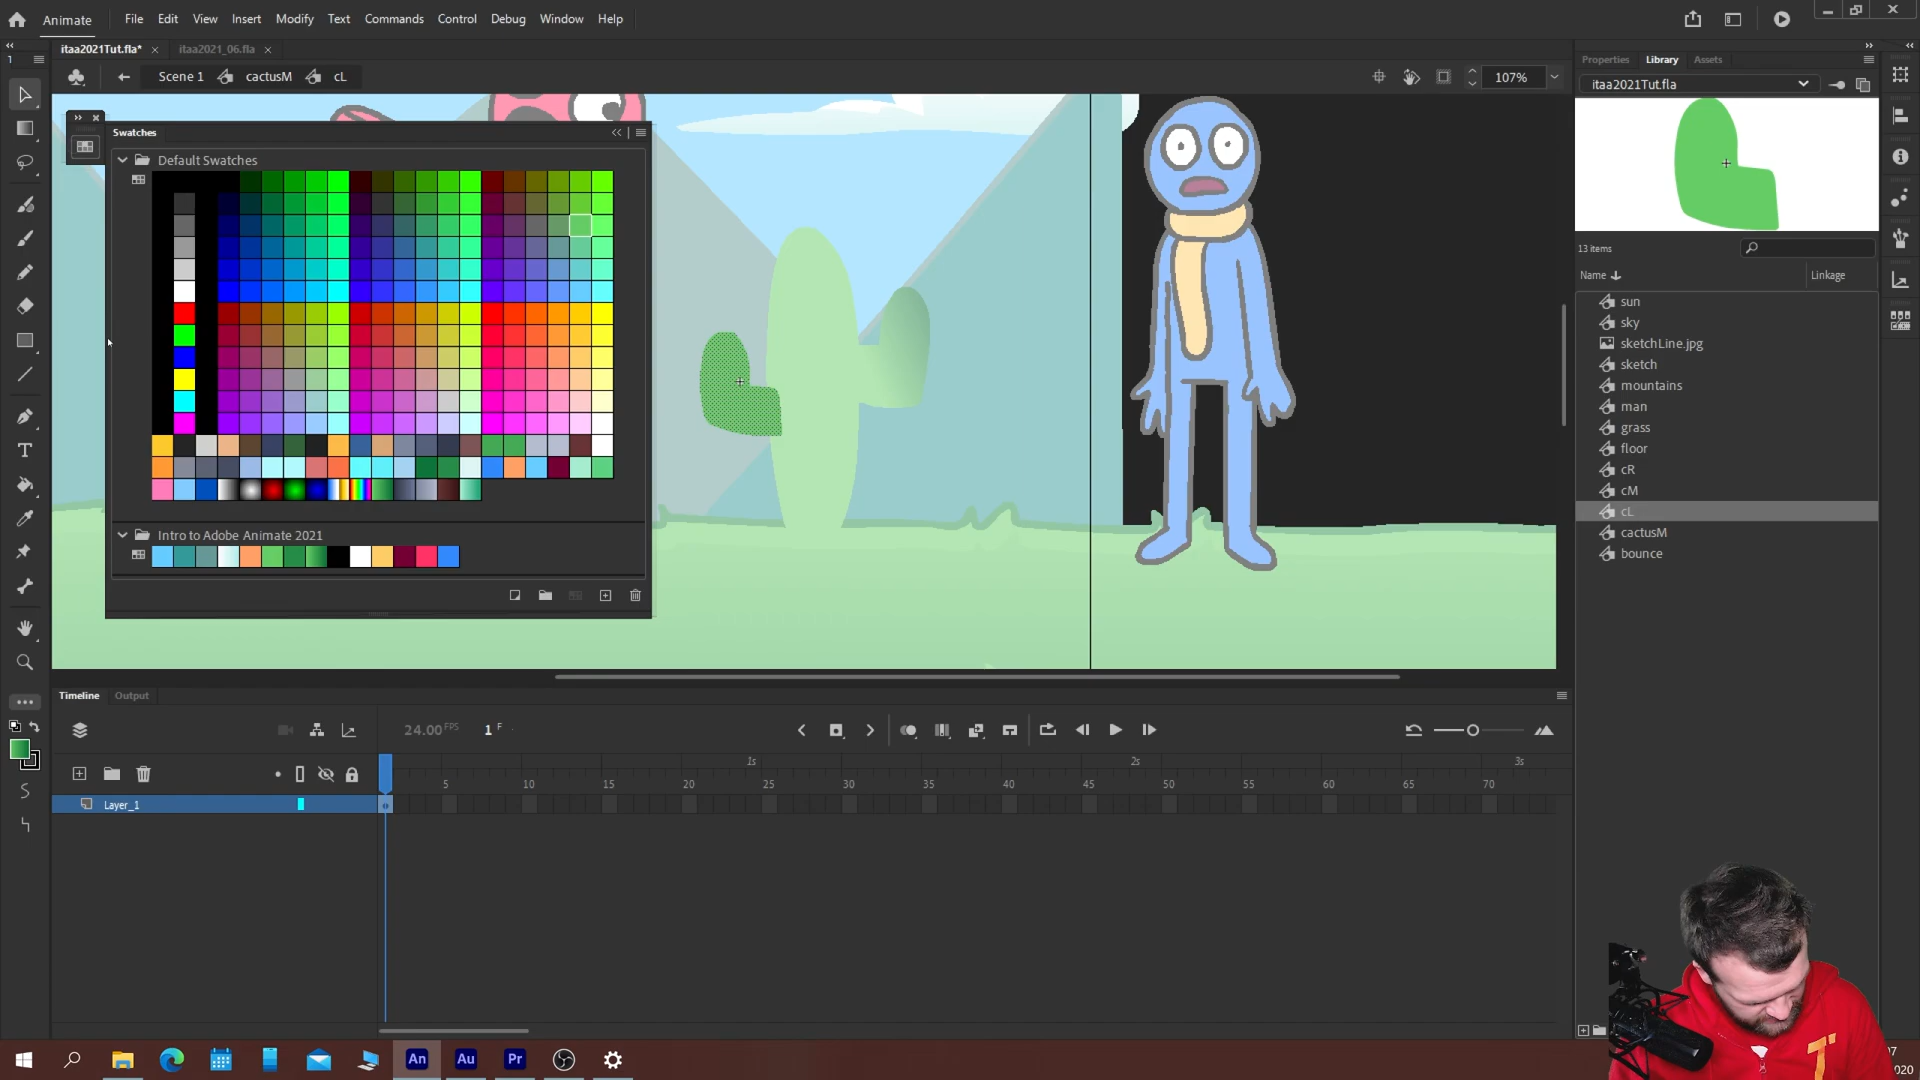 Animate File Edit View Insert Modify Text Commands Control Debug Window Help
itaa2021Tut.fla* itaa2021_06.fla
1
Scene 1 cactusM cL 107%
Swatches
Default Swatches
Intro to Adobe Animate 2021
Properties Library Assets
itaa2021Tut.fla
13 items
Name Linkage
sun
sky
sketchLine.jpg
sketch
mountains
man
grass
floor
cR
cM
cL
cactusM
bounce
Timeline Output
24.00 FPS 1 F
1s 2s 3s
5 10 15 20 25 30 35 40 45 50 55 60 65 70
Layer_1
An Au Pr